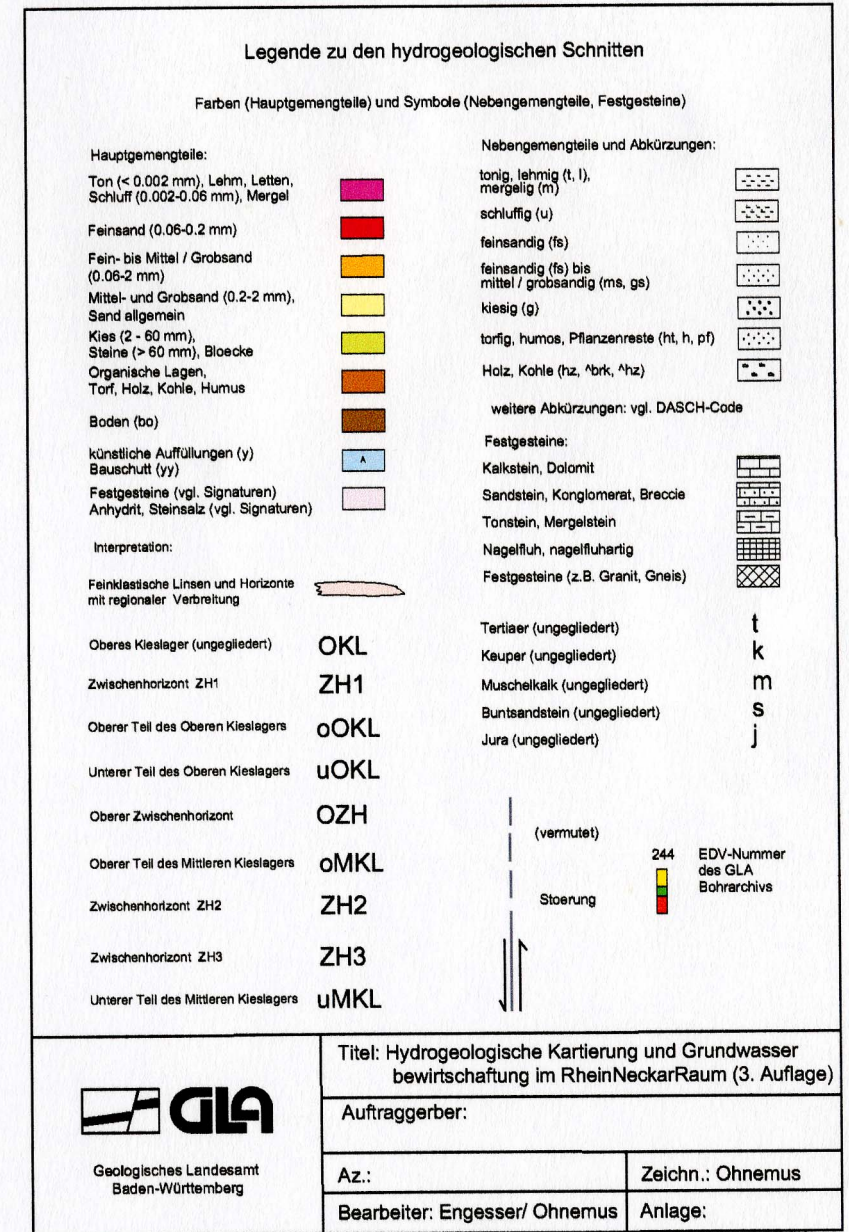 Legende zu den hydrogeologischen Schnitten
Farben (Hauptgemengteile) und Symbole (Nebengemengteile, Festgesteine)
Hauptgemengteile:
Ton (< 0.002 mm), Lehm, Letten,
Schluff (0.002-0.06 mm), Mergel
Feinsand (0.06-0.2 mm)
Fein- bis Mittel / Grobsand
(0.06-2 mm)
Mittel- und Grobsand (0.2-2 mm),
Sand allgemein
Kies (2 - 60 mm),
Steine (> 60 mm), Bloecke
Organische Lagen,
Torf, Holz, Kohle, Humus
Boden (bo)
künstliche Auffüllungen (y)
Bauschutt (yy)
A
Festgesteine (vgl. Signaturen)
Anhydrit, Steinsalz (vgl. Signaturen)
Interpretation:
Feinklastische Linsen und Horizonte
mit regionaler Verbreitung
Oberes Kieslager (ungegliedert) OKL
Zwischenhorizont ZH1 ZH1
Oberer Teil des Oberen Kieslagers oOKL
Unterer Teil des Oberen Kieslagers uOKL
Oberer Zwischenhorizont OZH
Oberer Teil des Mittleren Kieslagers oMKL
Zwischenhorizont ZH2 ZH2
Zwischenhorizont ZH3 ZH3
Unterer Teil des Mittleren Kieslagers uMKL
Nebengemengteile und Abkürzungen:
tonig, lehmig (t, l),
mergelig (m)
schluffig (u)
feinsandig (fs)
feinsandig (fs) bis
mittel / grobsandig (ms, gs)
kiesig (g)
torfig, humos, Pflanzenreste (ht, h, pf)
Holz, Kohle (hz, ^brk, ^hz)
weitere Abkürzungen: vgl. DASCH-Code
Festgesteine:
Kalkstein, Dolomit
Sandstein, Konglomerat, Breccie
Tonstein, Mergelstein
Nagelfluh, nagelfluhartig
Festgesteine (z.B. Granit, Gneis)
Tertiaer (ungegliedert) t
Keuper (ungegliedert) k
Muschelkalk (ungegliedert) m
Buntsandstein (ungegliedert) s
Jura (ungegliedert) j
(vermutet)
Stoerung
244 EDV-Nummer
des GLA
Bohrarchivs
GLA
Geologisches Landesamt
Baden-Württemberg
Titel: Hydrogeologische Kartierung und Grundwasser
bewirtschaftung im RheinNeckarRaum (3. Auflage)
Auftraggerber:
Az.: Zeichn.: Ohnemus
Bearbeiter: Engesser/ Ohnemus Anlage: